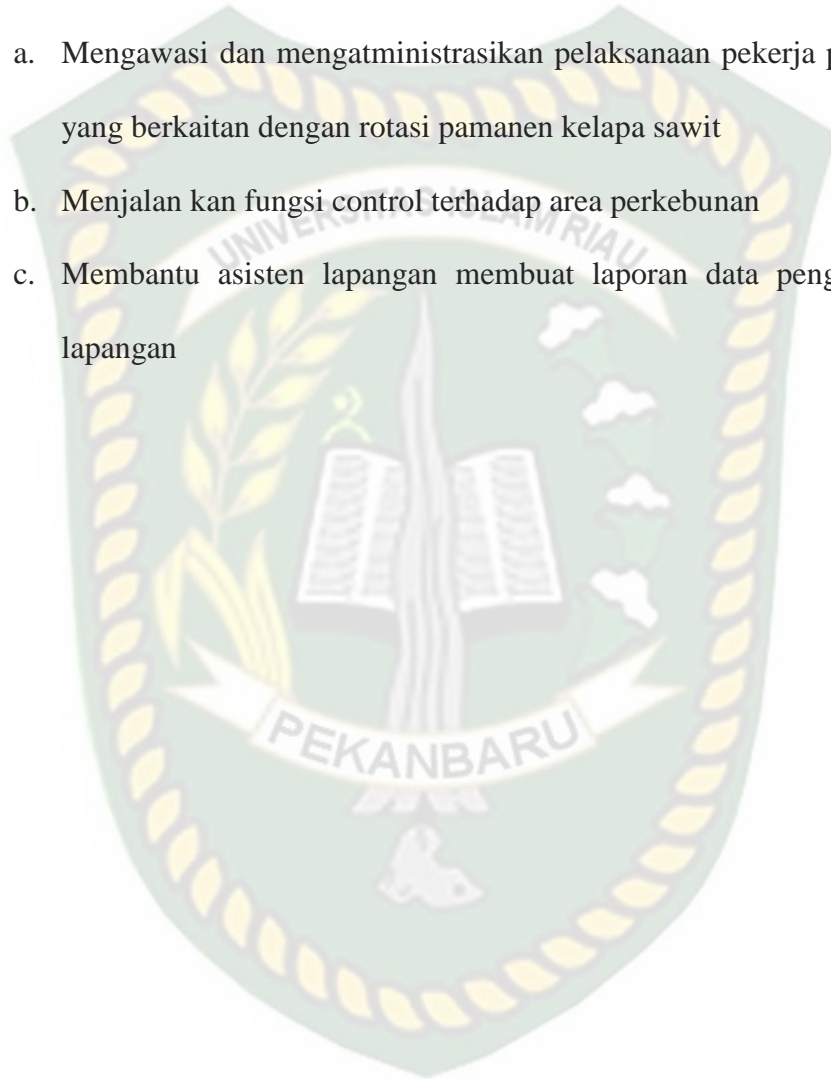 a. Mengawasi dan mengatministrasikan pelaksanaan pekerja
yang berkaitan dengan rotasi pamanen kelapa sawit
b. Menjalan kan fungsi control terhadap area perkebunan
UNIVERSITAS ISLAM RIAU
c. Membantu asisten lapangan membuat laporan data
lapangan
PEKANBARU